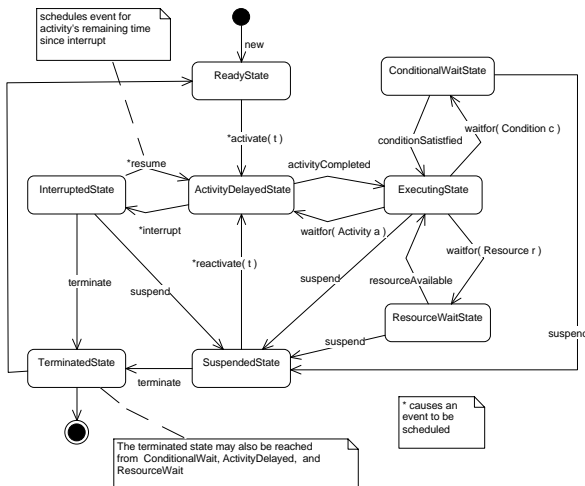 schedules event for
activity's remaining time
since interrupt
new
ReadyState
ConditionalWaitState
*activate( t )
conditionSatistfied
waitfor( Condition c )
*resume
activityCompleted
InterruptedState
ActivityDelayedState
ExecutingState
*interrupt
waitfor( Activity a )
*reactivate( t )
waitfor( Resource r )
suspend
resourceAvailable
terminate
suspend
ResourceWaitState
suspend
suspend
TerminatedState
SuspendedState
terminate
* causes an
event to be
scheduled
The terminated state may also be reached
from ConditionalWait, ActivityDelayed, and
ResourceWait